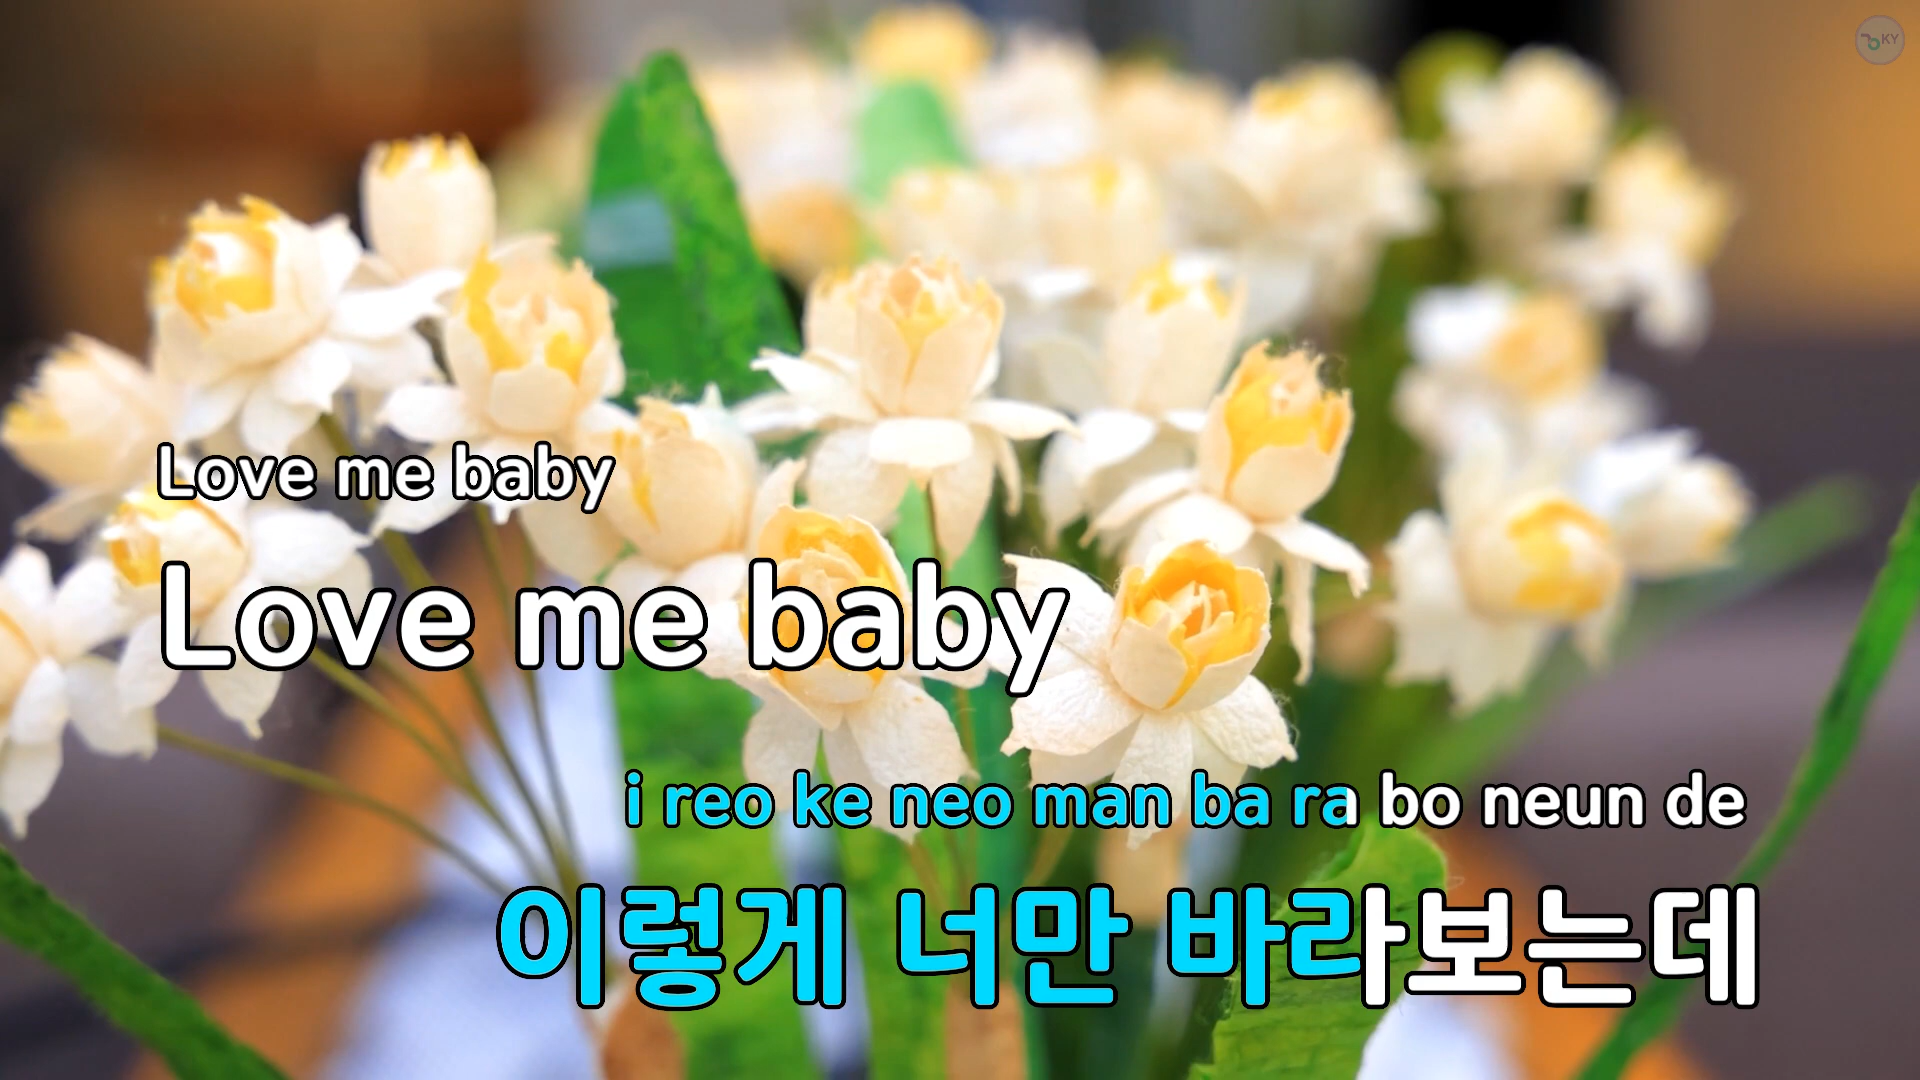 KY
Love me baby
Love me baby
i reo ke neo man ba ra bo neun de
이렇게 너만 바라보는데